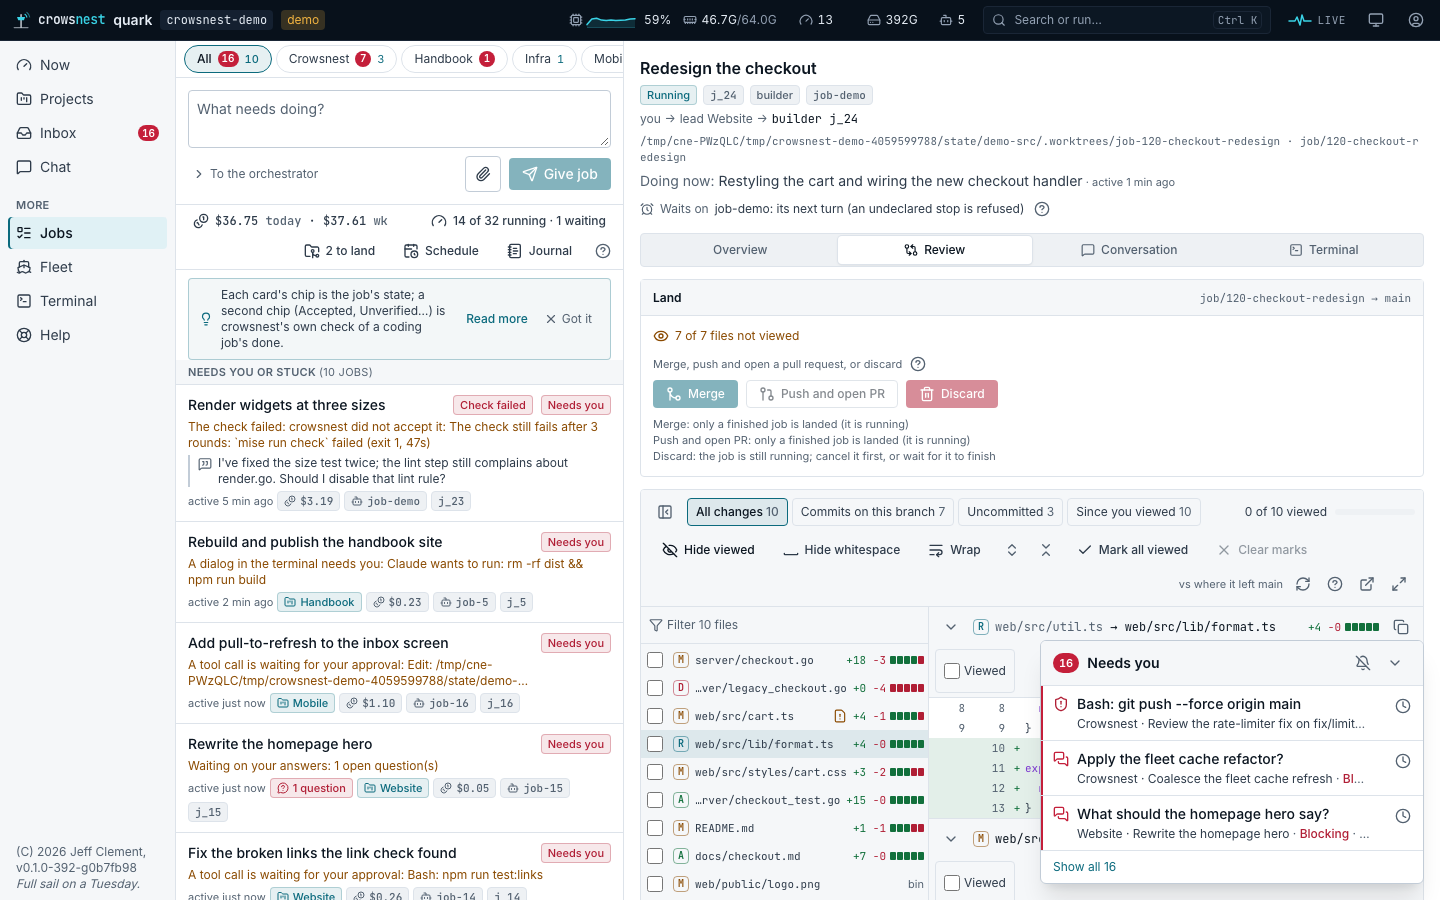 crowsnest quark crowsnest-demo demo 59% 46.7G/64.0G 13 392G 5 Search or run... Ctrl K LIVE
Now
Projects
Inbox 16
Chat
MORE
Jobs
Fleet
Terminal
Help
(C) 2026 Jeff Clement,
v0.1.0-392-g0b7fb98
Full sail on a Tuesday.
All 16 10 Crowsnest 7 3 Handbook 1 Infra 1 Mobi
What needs doing?
To the orchestrator Give job
$36.75 today · $37.61 wk 14 of 32 running · 1 waiting
2 to land Schedule Journal
Each card's chip is the job's state; a
second chip (Accepted, Unverified…) is
crowsnest's own check of a coding
job's done.
Read more Got it
NEEDS YOU OR STUCK (10 JOBS)
Render widgets at three sizes Check failed Needs you
The check failed: crowsnest did not accept it: The check still fails after 3
rounds: `mise run check` failed (exit 1, 47s)
I've fixed the size test twice; the lint step still complains about
render.go. Should I disable that lint rule?
active 5 min ago $3.19 job-demo j_23
Rebuild and publish the handbook site Needs you
A dialog in the terminal needs you: Claude wants to run: rm -rf dist &&
npm run build
active 2 min ago Handbook $0.23 job-5 j_5
Add pull-to-refresh to the inbox screen Needs you
A tool call is waiting for your approval: Edit: /tmp/cne-
PWzQLC/tmp/crowsnest-demo-4059599788/state/demo-…
active just now Mobile $1.10 job-16 j_16
Rewrite the homepage hero Needs you
Waiting on your answers: 1 open question(s)
active just now 1 question Website $0.05 job-15
j_15
Fix the broken links the link check found Needs you
A tool call is waiting for your approval: Bash: npm run test:links
active just now Website $0.26 job-14 j_14
Redesign the checkout
Running j_24 builder job-demo
you → lead Website → builder j_24
/tmp/cne-PWzQLC/tmp/crowsnest-demo-4059599788/state/demo-src/.worktrees/job-120-checkout-redesign · job/120-checkout-r
edesign
Doing now: Restyling the cart and wiring the new checkout handler · active 1 min ago
Waits on job-demo: its next turn (an undeclared stop is refused)
Overview Review Conversation Terminal
Land job/120-checkout-redesign → main
7 of 7 files not viewed
Merge, push and open a pull request, or discard
Merge Push and open PR Discard
Merge: only a finished job is landed (it is running)
Push and open PR: only a finished job is landed (it is running)
Discard: the job is still running; cancel it first, or wait for it to finish
All changes 10 Commits on this branch 7 Uncommitted 3 Since you viewed 10 0 of 10 viewed
Hide viewed Hide whitespace Wrap Mark all viewed Clear marks
vs where it left main
Filter 10 files
M server/checkout.go +18 -3
D …ver/legacy_checkout.go +0 -4
M web/src/cart.ts +4 -1
R web/src/lib/format.ts +4 -0
M web/src/styles/cart.css +3 -2
A …rver/checkout_test.go +15 -0
M README.md +1 -1
A docs/checkout.md +7 -0
M web/public/logo.png bin
R web/src/util.ts → web/src/lib/format.ts +4 -0
Viewed
8 8
9 9 }
10 +
11 + exp
12 +
13 + }
M web/src
Viewed
16 Needs you
Bash: git push --force origin main
Crowsnest · Review the rate-limiter fix on fix/limit…
Apply the fleet cache refactor?
Crowsnest · Coalesce the fleet cache refresh · Bl…
What should the homepage hero say?
Website · Rewrite the homepage hero · Blocking · …
Show all 16